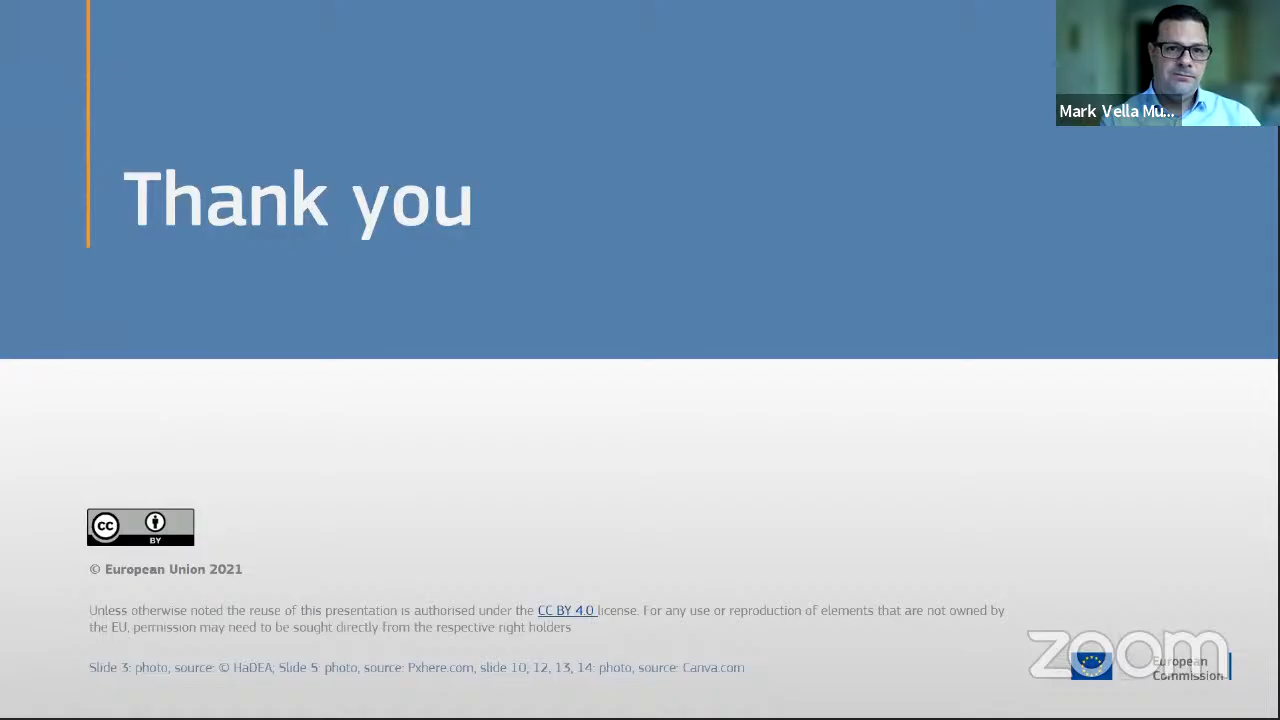 Mark Vella Mu...
Thank you
cc
BY
© European Union 2021
Unless otherwise noted the reuse of this presentation is authorised under the CC BY 4.0 license. For any use or reproduction of elements that are not owned by
the EU, permission may need to be sought directly from the respective right holders
Slide 3: photo, source: © HaDEA; Slide 5: photo, source: Pxhere.com, slide 10, 12, 13, 14: photo, source: Canva.com
zoom
European
Commission